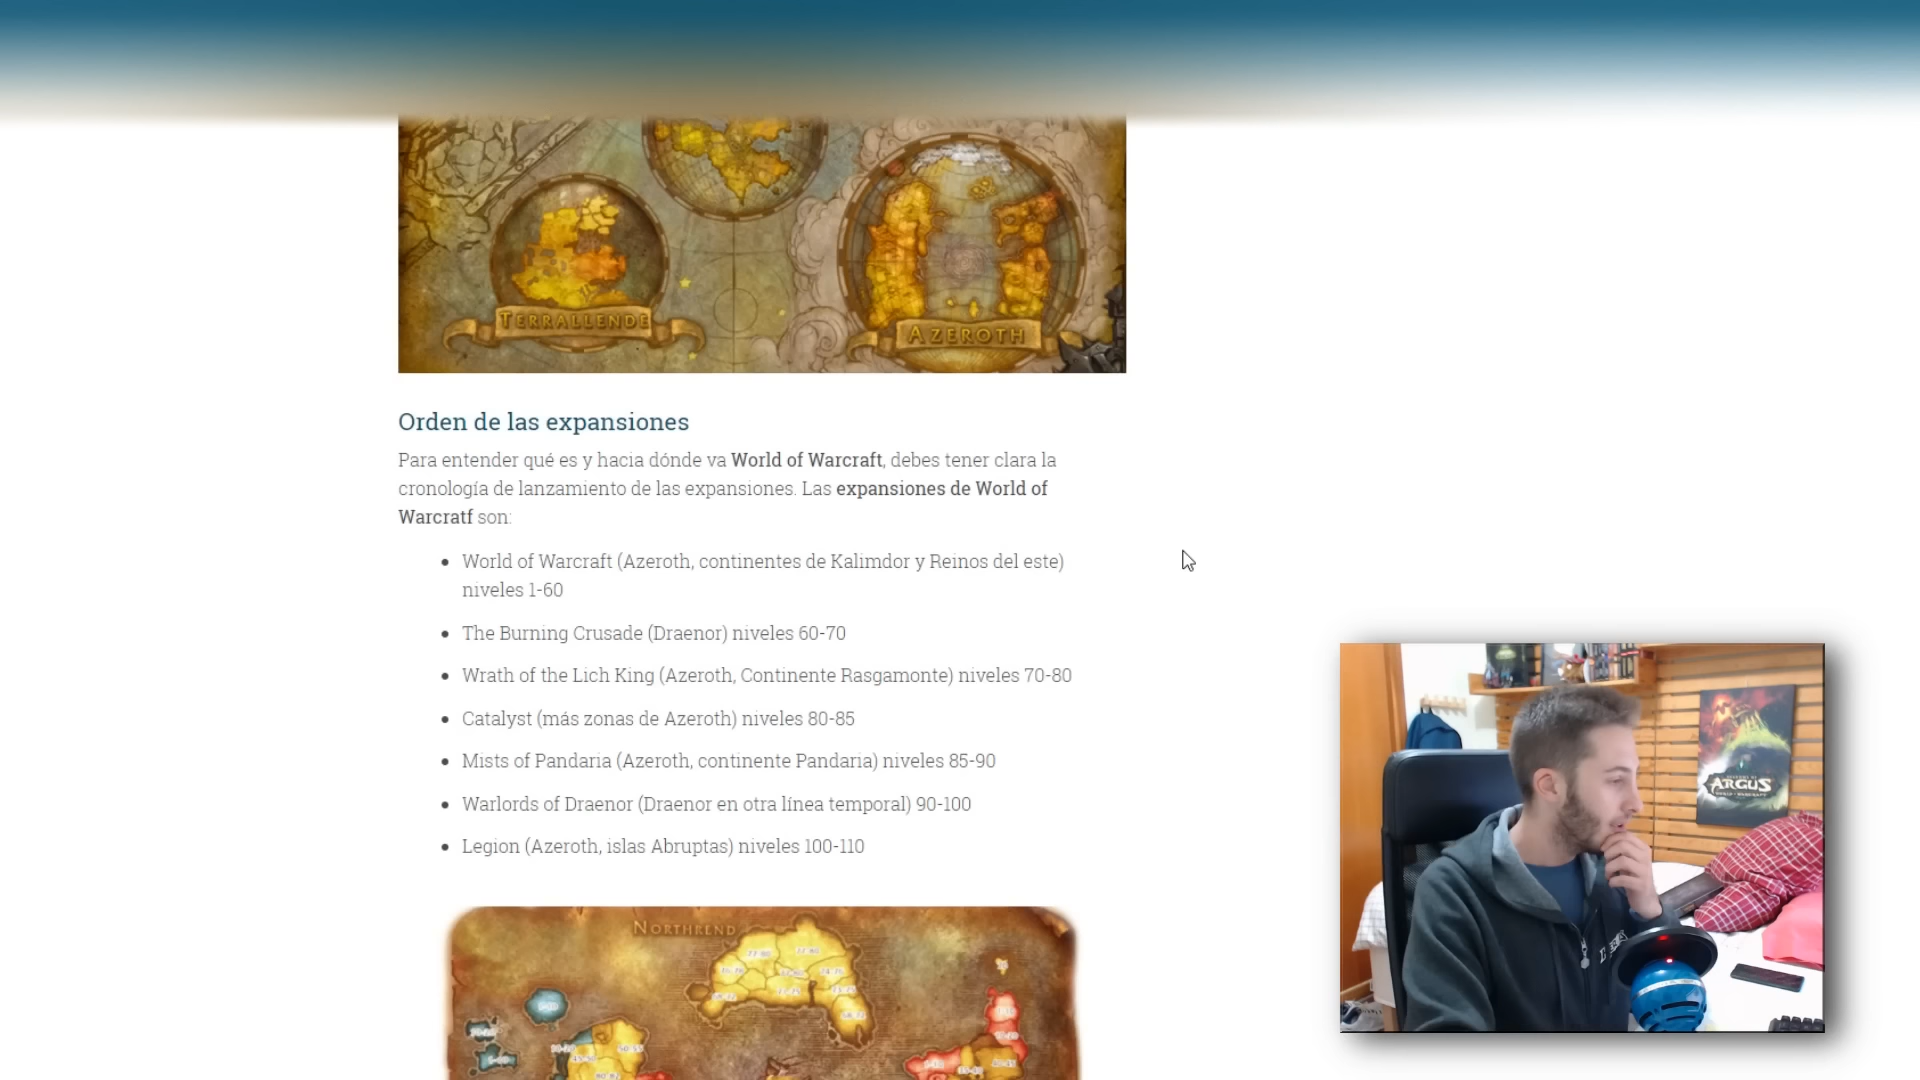 TERRALLENDE
AZEROTH
Orden de las expansiones
Para entender qué es y hacia dónde va World of Warcraft, debes tener clara la
cronología de lanzamiento de las expansiones. Las expansiones de World of
Warcratf son:
World of Warcraft (Azeroth, continentes de Kalimdor y Reinos del este)
niveles 1-60
The Burning Crusade (Draenor) niveles 60-70
Wrath of the Lich King (Azeroth, Continente Rasgamonte) niveles 70-80
Catalyst (más zonas de Azeroth) niveles 80-85
Mists of Pandaria (Azeroth, continente Pandaria) niveles 85-90
Warlords of Draenor (Draenor en otra línea temporal) 90-100
Legion (Azeroth, islas Abruptas) niveles 100-110
NORTHREND
ARGUS